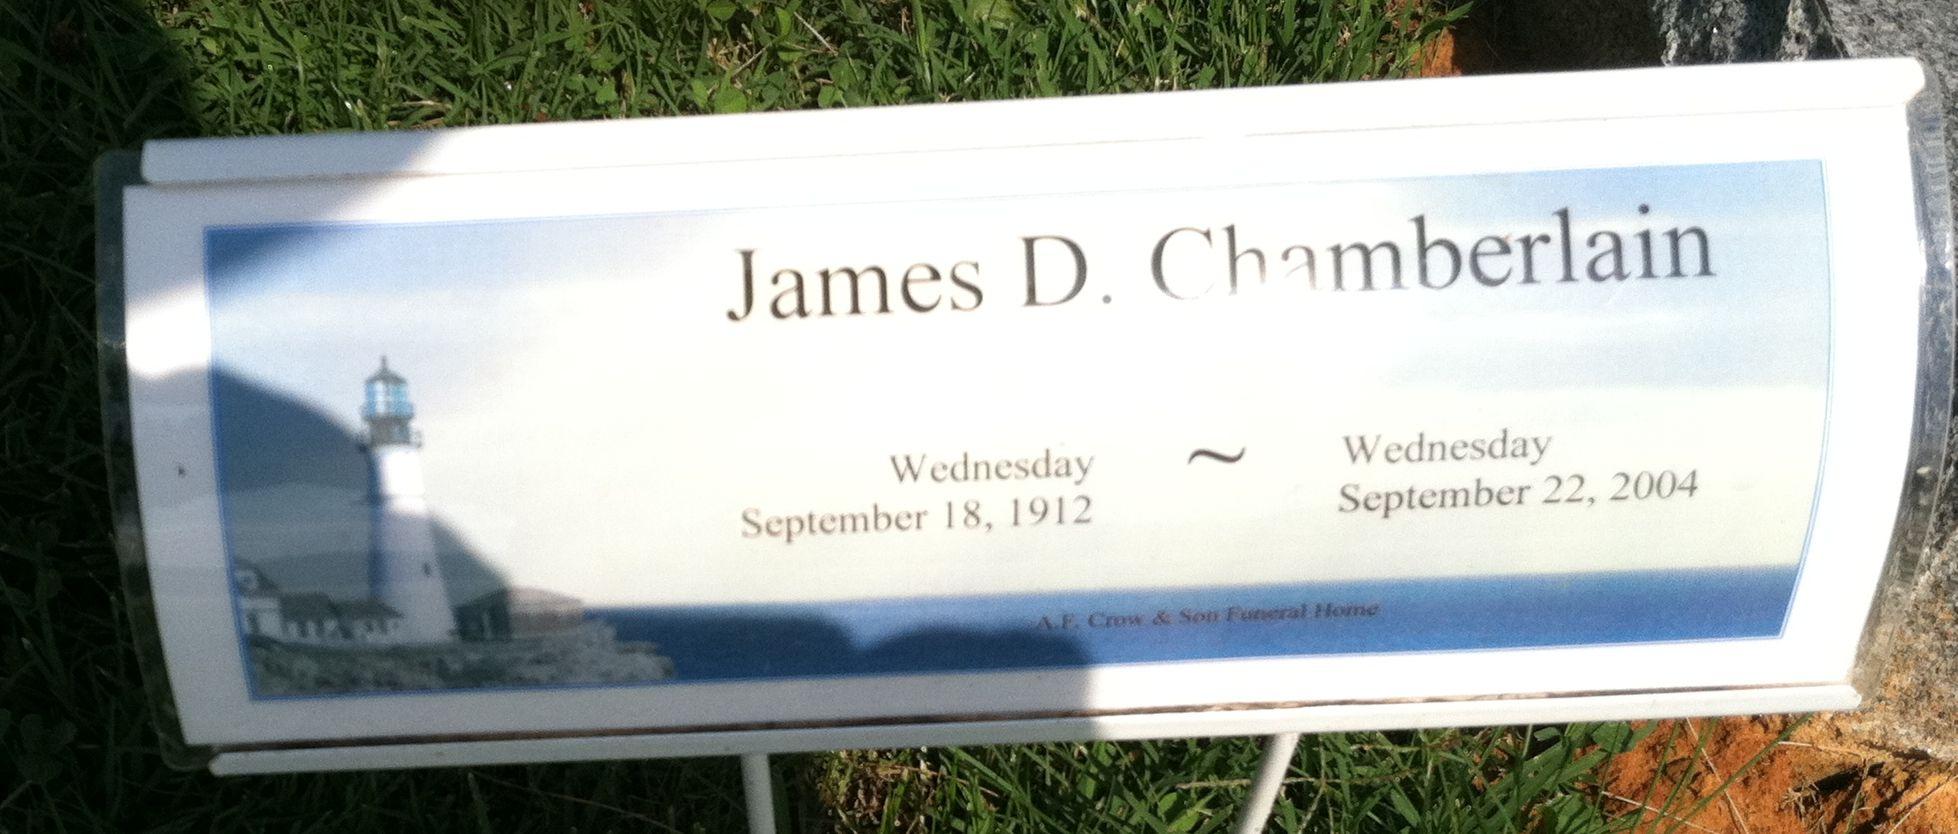 James D. Chamberlain
Wednesday
September 18, 1912
~
Wednesday
September 22, 2004
A.F. Crow & Son Funeral Home